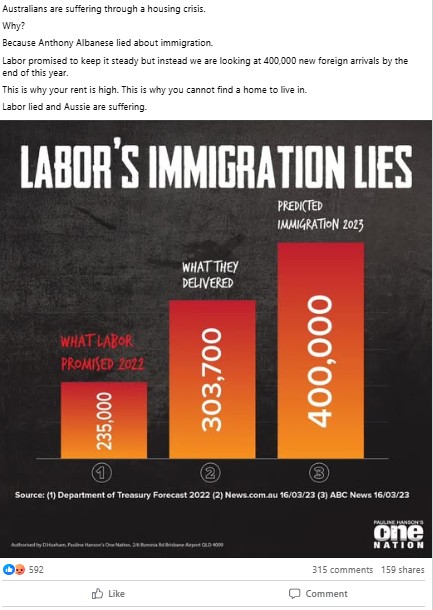 Australians are suffering through a housing crisis.
Why?
Because Anthony Albanese lied about immigration.
Labor promised to keep it steady but instead we are looking at 400,000 new foreign arrivals by the
end of this year.
This is why your rent is high. This is why you cannot find a home to live in.
Labor lied and Aussie are suffering.
LABOR'S IMMIGRATION LIES
PREDICTED
IMMIGRATION 2023
WHAT THEY
DELIVERED
WHAT LABOR
PROMISED 2022
235,000
303,700
400,000
1
2
3
Source: (1) Department of Treasury Forecast 2022 (2) News.com.au 16/03/23 (3) ABC News 16/03/23
Authorised by D.Huxham, Pauline Hanson's One Nation, 2/6 Boronia Rd Brisbane Airport QLD 4009
PAULINE HANSON'S
one
NATION
592
315 comments 159 shares
Like
Comment